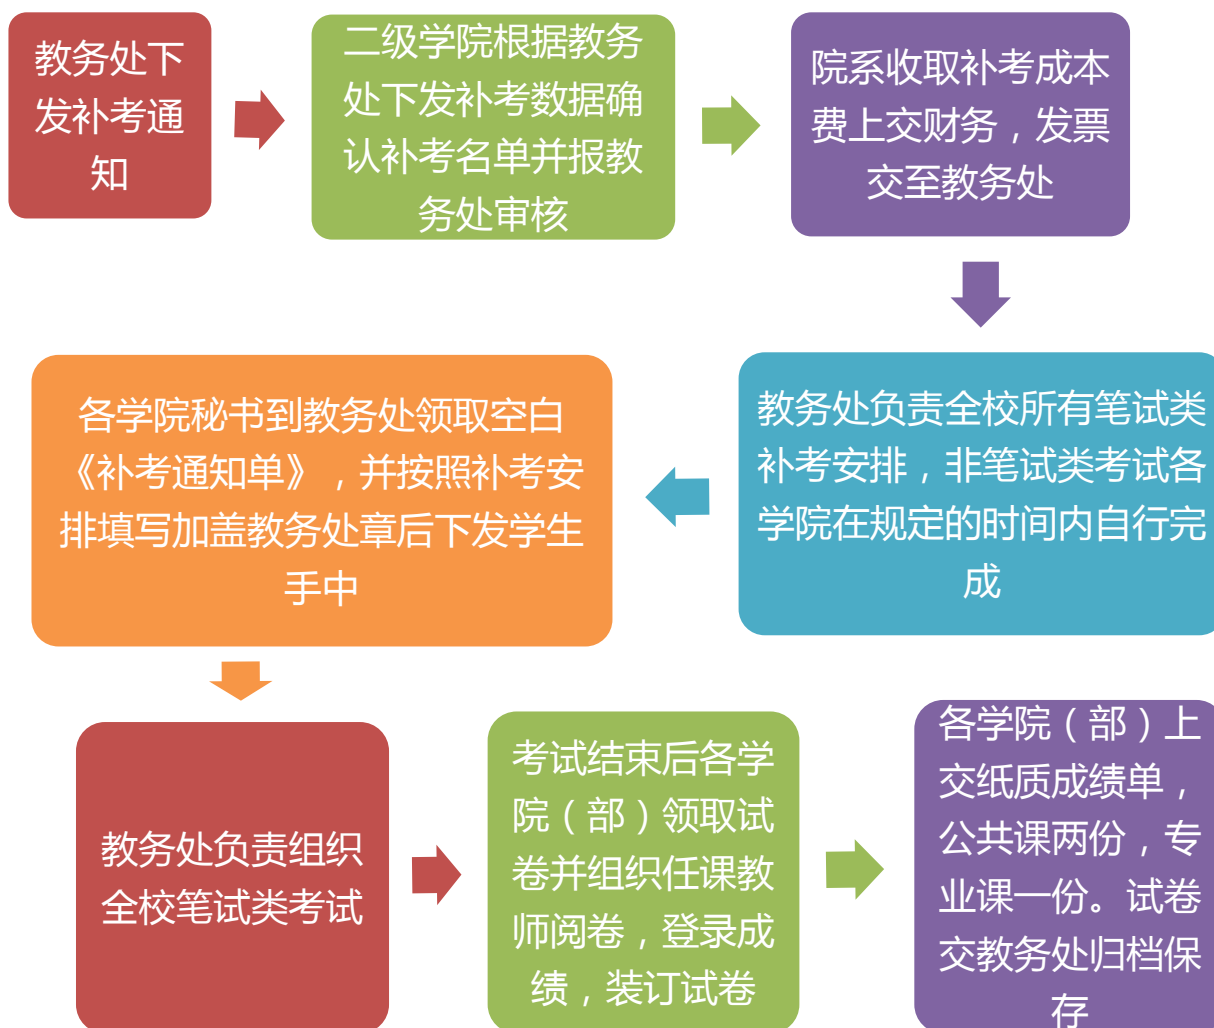 教务处下
发补考通
知
二级学院根据教务
处下发补考数据确
认补考名单并报教
务处审核
院系收取补考成本
费上交财务，发票
交至教务处
教务处负责全校所有笔试类
补考安排，非笔试类考试各
学院在规定的时间内自行完
成
各学院秘书到教务处领取空白
《补考通知单》，并按照补考安
排填写加盖教务处章后下发学生
手中
教务处负责组织
全校笔试类考试
考试结束后各学
院（部）领取试
卷并组织任课教
师阅卷，登录成
绩，装订试卷
各学院（部）上
交纸质成绩单，
公共课两份，专
业课一份。试卷
交教务处归档保
存